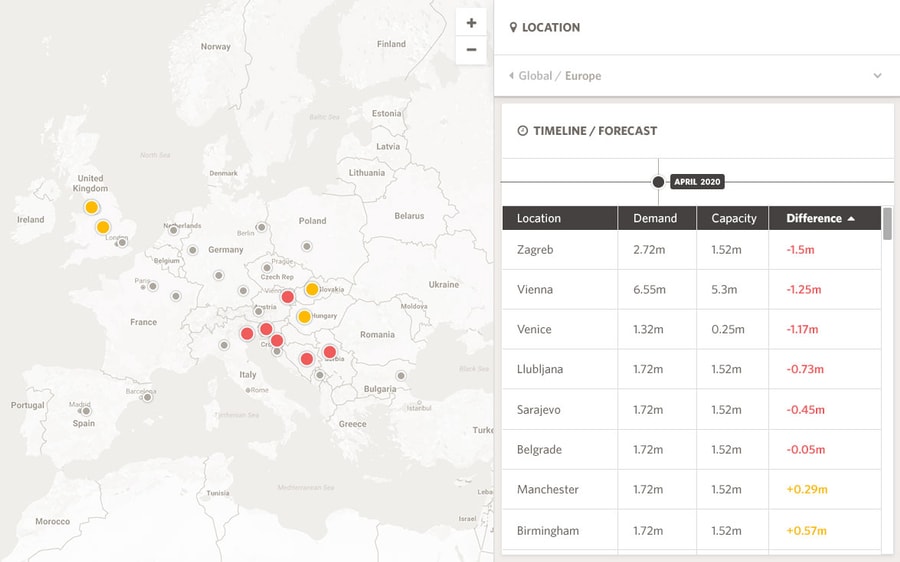 +
−
Norway
Finland
Estonia
Baltic Sea
Latvia
North Sea
Denmark
Lithuania
United
Kingdom
Ireland
Belarus
Netherlands
Poland
Berlin
London
Germany
Belgium
Prague
Czech Rep
Ukraine
Paris
Vienna
Slovakia
Austria
Moldova
Hungary
France
Romania
Serbia
Italy
Bulgaria
Black Sea
Rome
Barcelona
Portugal
Madrid
Spain
Istanbul
Tyrrhenian Sea
Greece
Turke
Mediterranean Sea
Tunisia
Leba
Israel
Morocco
LOCATION
Global / Europe
TIMELINE / FORECAST
APRIL 2020
Location Demand Capacity Difference
Zagreb 2.72m 1.52m -1.5m
Vienna 6.55m 5.3m -1.25m
Venice 1.32m 0.25m -1.17m
Llubljana 1.72m 1.52m -0.73m
Sarajevo 1.72m 1.52m -0.45m
Belgrade 1.72m 1.52m -0.05m
Manchester 1.72m 1.52m +0.29m
Birmingham 1.72m 1.52m +0.57m